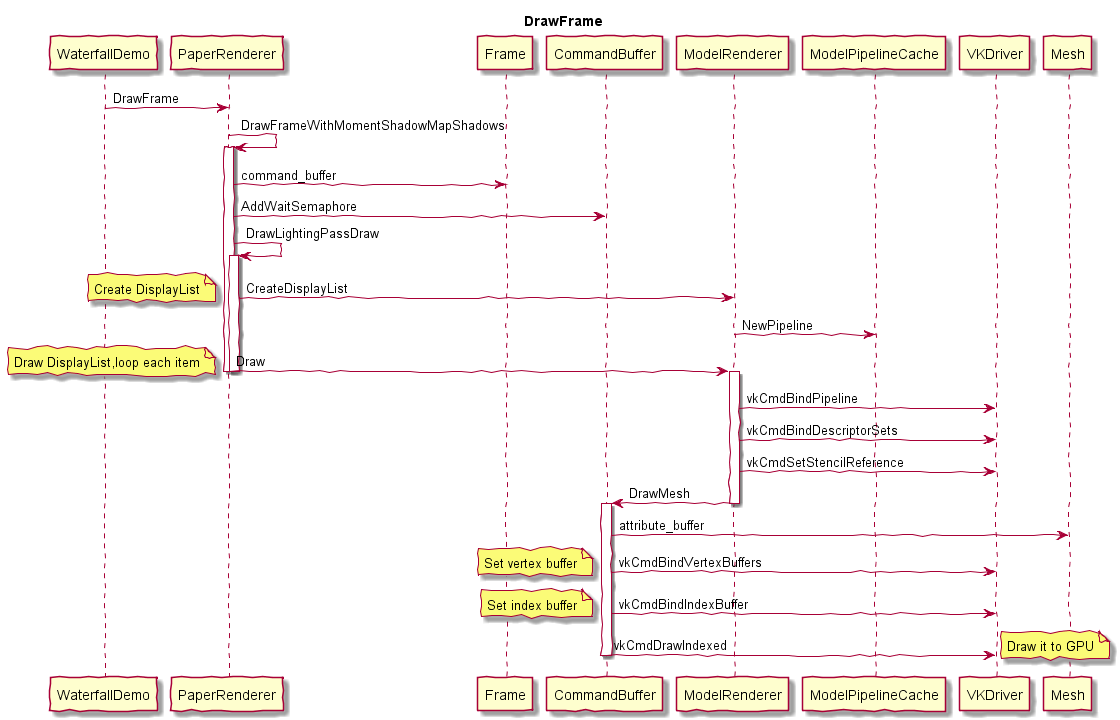 DrawFrame
WaterfallDemo
PaperRenderer
Frame
CommandBuffer
ModelRenderer
ModelPipelineCache
VKDriver
Mesh
DrawFrame
DrawFrameWithMomentShadowMapShadows
command_buffer
AddWaitSemaphore
DrawLightingPassDraw
Create DisplayList
CreateDisplayList
NewPipeline
Draw DisplayList,loop each item
Draw
vkCmdBindPipeline
vkCmdBindDescriptorSets
vkCmdSetStencilReference
DrawMesh
attribute_buffer
Set vertex buffer
vkCmdBindVertexBuffers
Set index buffer
vkCmdBindIndexBuffer
vkCmdDrawIndexed
Draw it to GPU
WaterfallDemo
PaperRenderer
Frame
CommandBuffer
ModelRenderer
ModelPipelineCache
VKDriver
Mesh